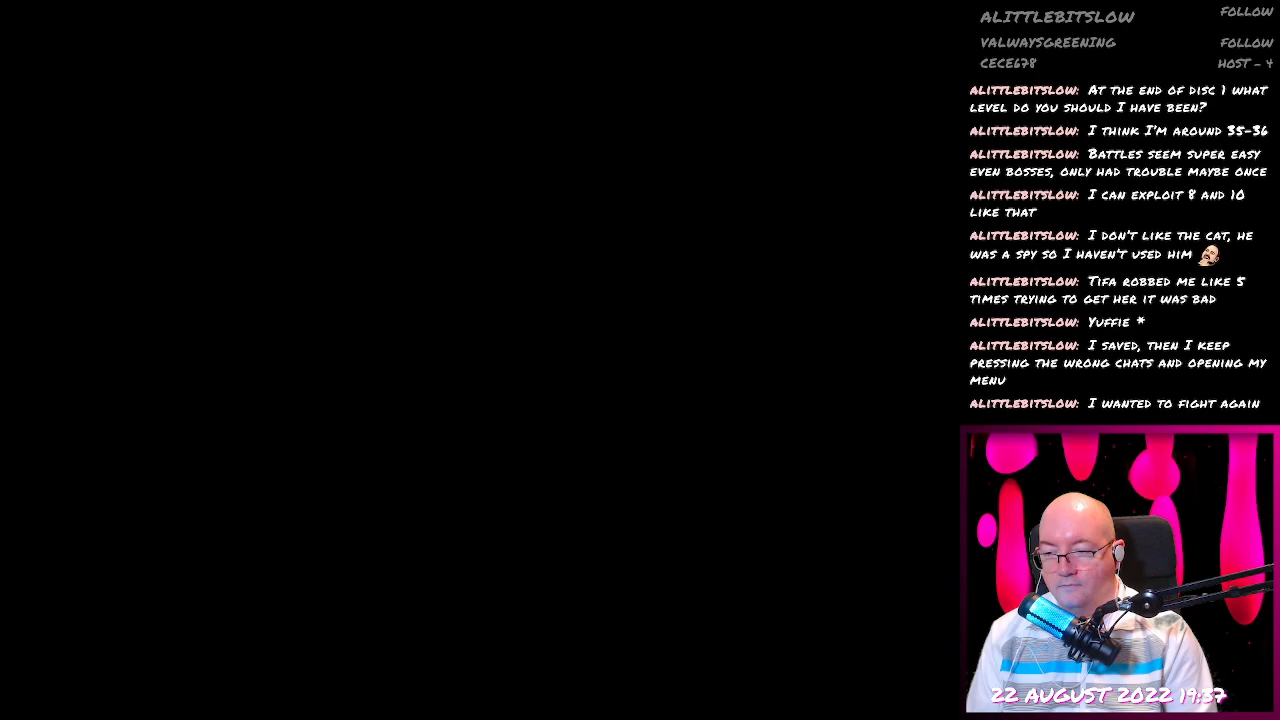 ALITTLEBITSLOW FOLLOW
VALWAYSGREENING FOLLOW
CECE678 HOST - 4
ALITTLEBITSLOW: AT THE END OF DISC 1 WHAT
LEVEL DO YOU SHOULD I HAVE BEEN?
ALITTLEBITSLOW: I THINK I'M AROUND 35-36
ALITTLEBITSLOW: BATTLES SEEM SUPER EASY
EVEN BOSSES, ONLY HAD TROUBLE MAYBE ONCE
ALITTLEBITSLOW: I CAN EXPLOIT 8 AND 10
LIKE THAT
ALITTLEBITSLOW: I DON'T LIKE THE CAT, HE
WAS A SPY SO I HAVEN'T USED HIM
ALITTLEBITSLOW: TIFA ROBBED ME LIKE 5
TIMES TRYING TO GET HER IT WAS BAD
ALITTLEBITSLOW: YUFFIE *
ALITTLEBITSLOW: I SAVED, THEN I KEEP
PRESSING THE WRONG CHATS AND OPENING MY
MENU
ALITTLEBITSLOW: I WANTED TO FIGHT AGAIN
22 AUGUST 2022 19:37